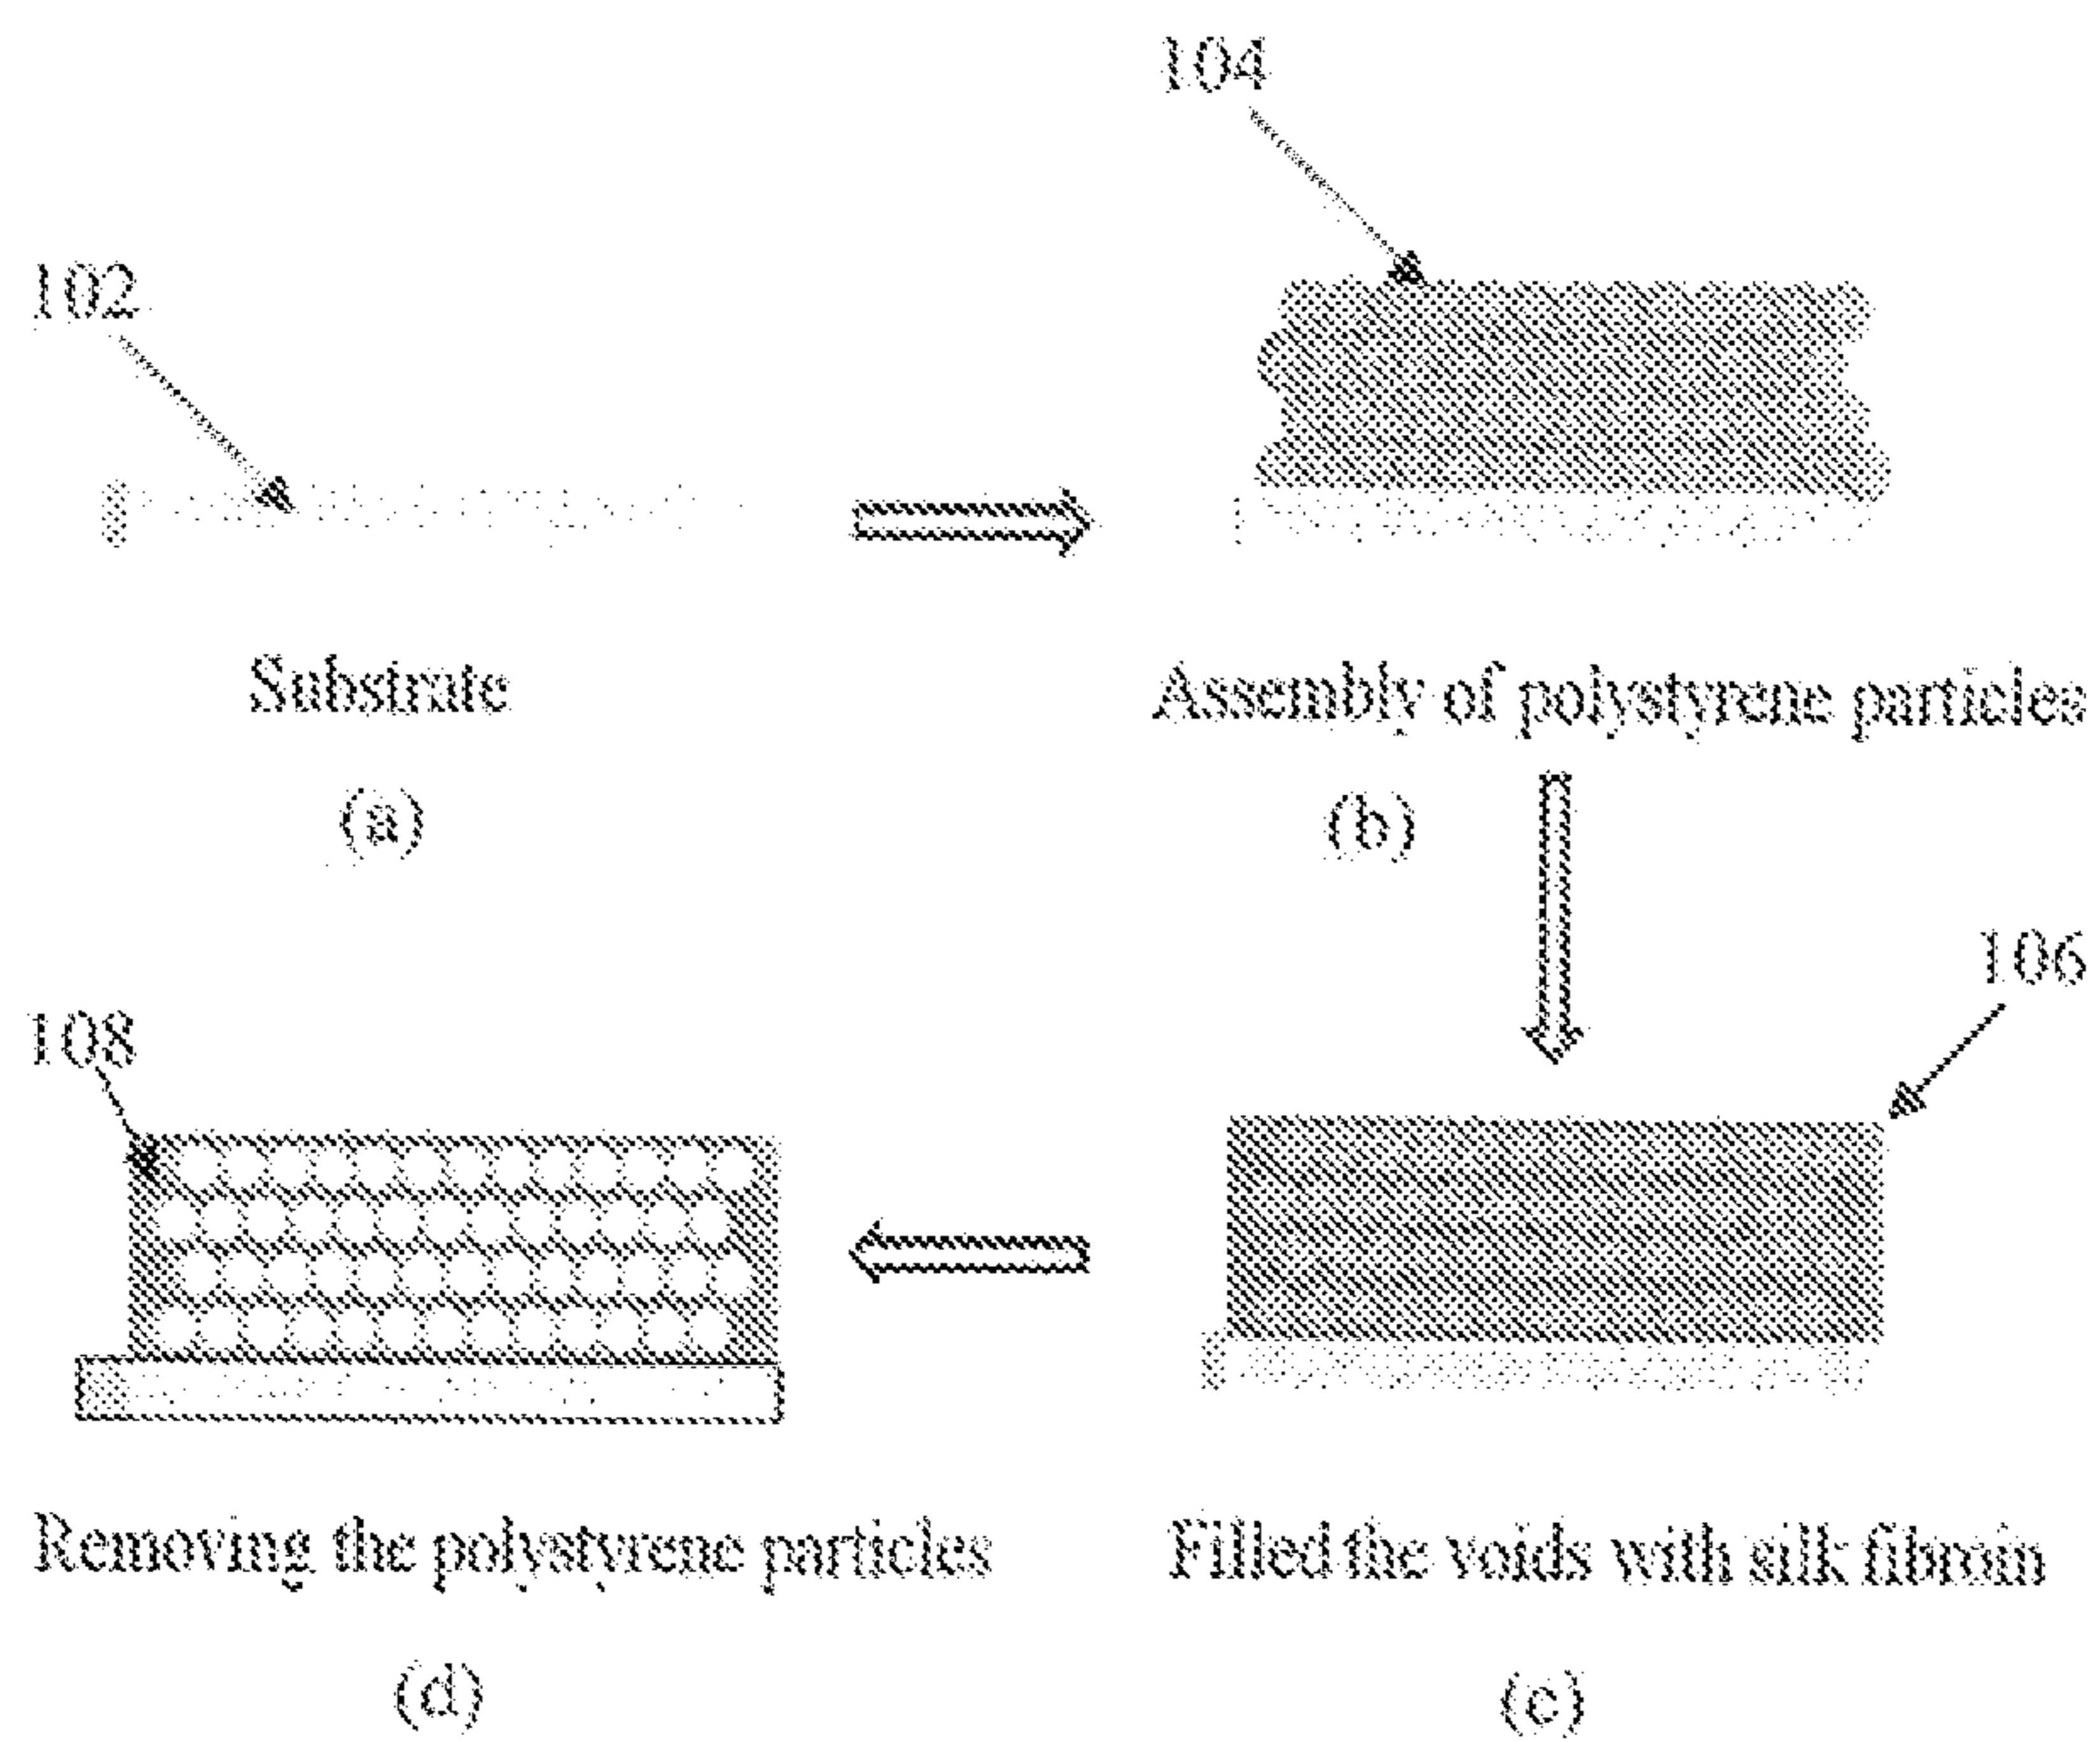 104
102
Substrate
Assembly of polystyrene particles
(a)
(b)
106
108
Removing the polystyrene particles
Filled the voids with silk fibroin
(d)
(c)